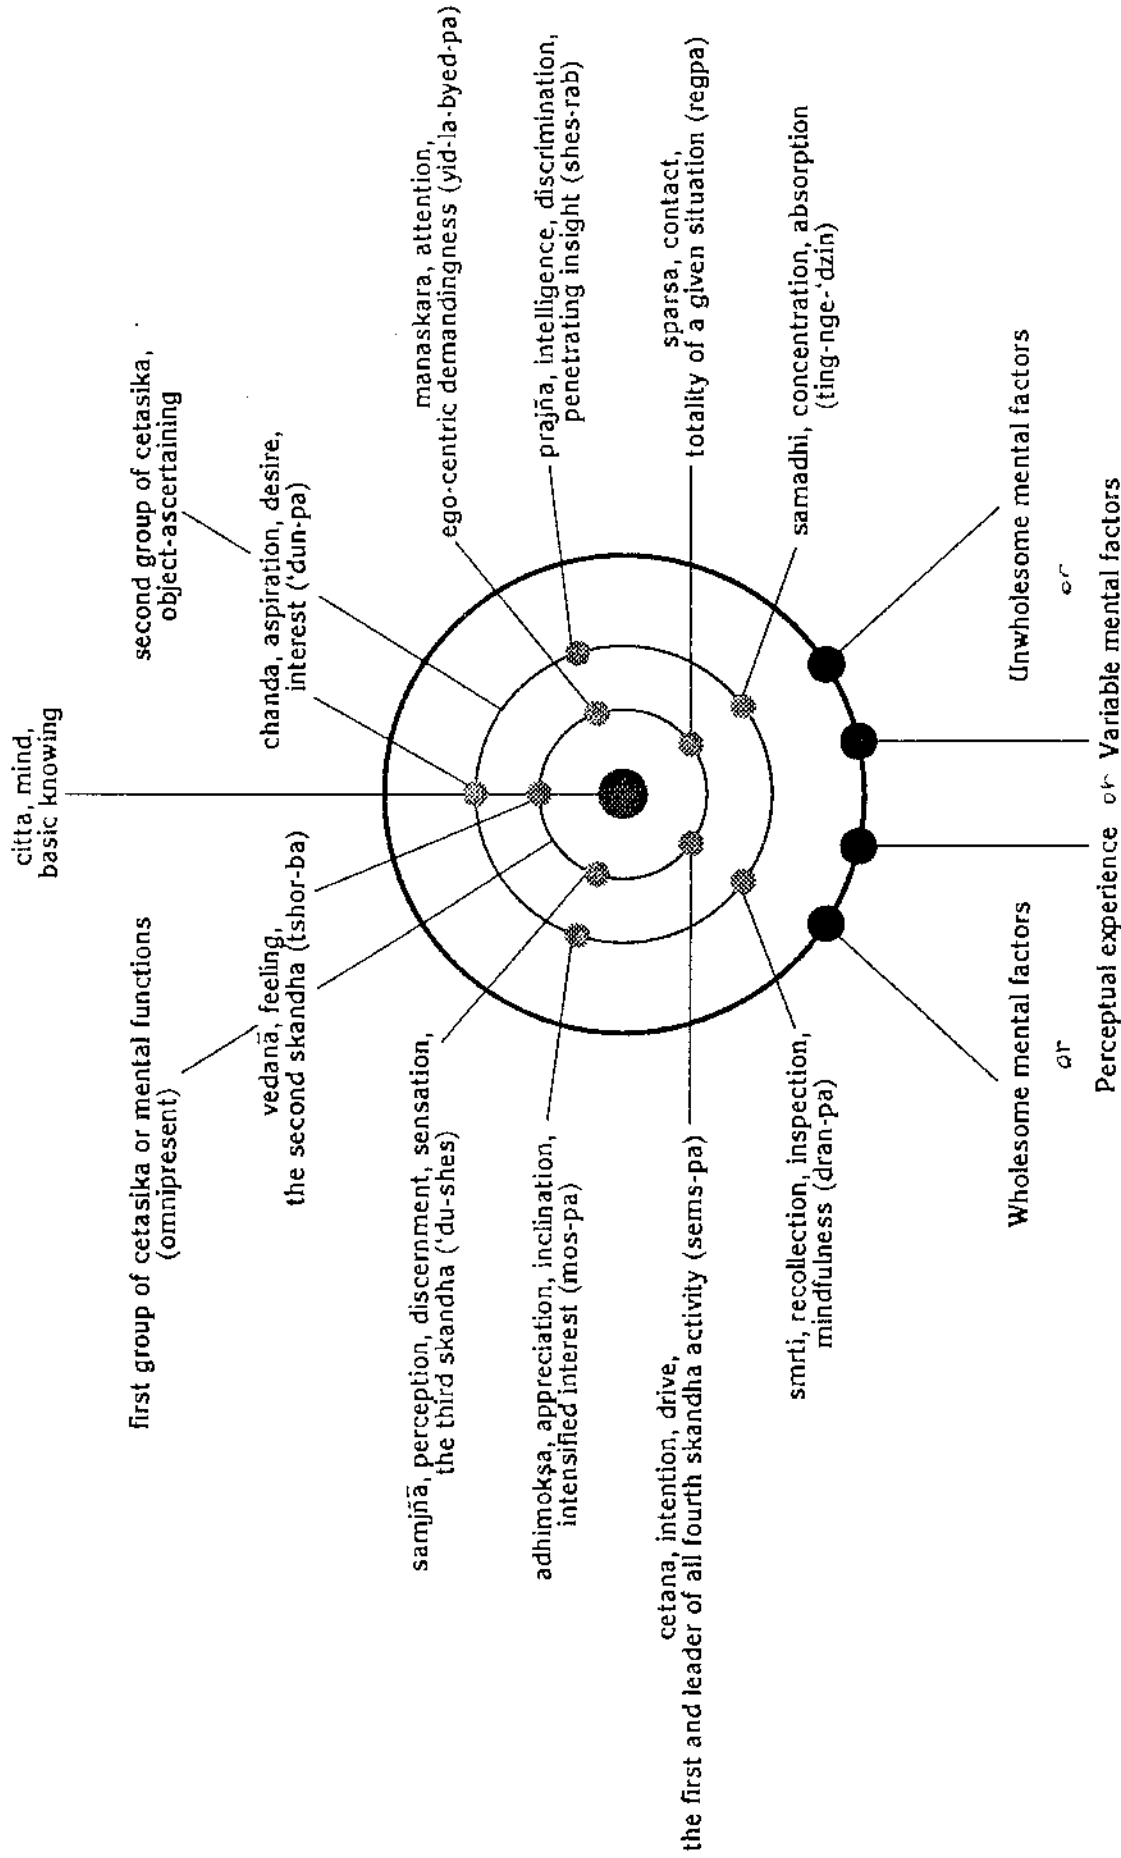 citta, mind,
basic knowing
first group of cetasika or mental functions
(omnipresent)
second group of cetasika,
object-ascertaining
vedanā, feeling,
the second skandha (tshor-ba)
chanda, aspiration, desire,
interest ('dun-pa)
samjñā, perception, discernment, sensation,
the third skandha ('du-shes)
manaskara, attention,
ego-centric demandingness (yid-la-byed-pa)
adhimokṣa, appreciation, inclination,
intensified interest (mos-pa)
prajñā, intelligence, discrimination,
penetrating insight (shes-rab)
cetana, intention, drive,
the first and leader of all fourth skandha activity (sems-pa)
sparsa, contact,
totality of a given situation (regpa)
smrti, recollection, inspection,
mindfulness (dran-pa)
samadhi, concentration, absorption
(ting-nge-'dzin)
Wholesome mental factors
or
Perceptual experience or Variable mental factors
Unwholesome mental factors
or